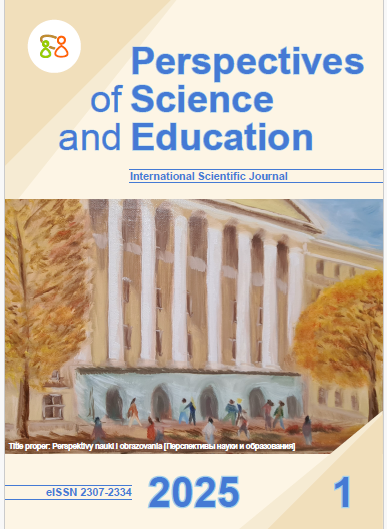 Perspectives
of Science
and Education
International Scientific Journal
Title proper: Perspektivy nauki i obrazovania [Перспективы науки и образования]
eISSN 2307-2334
2025
1